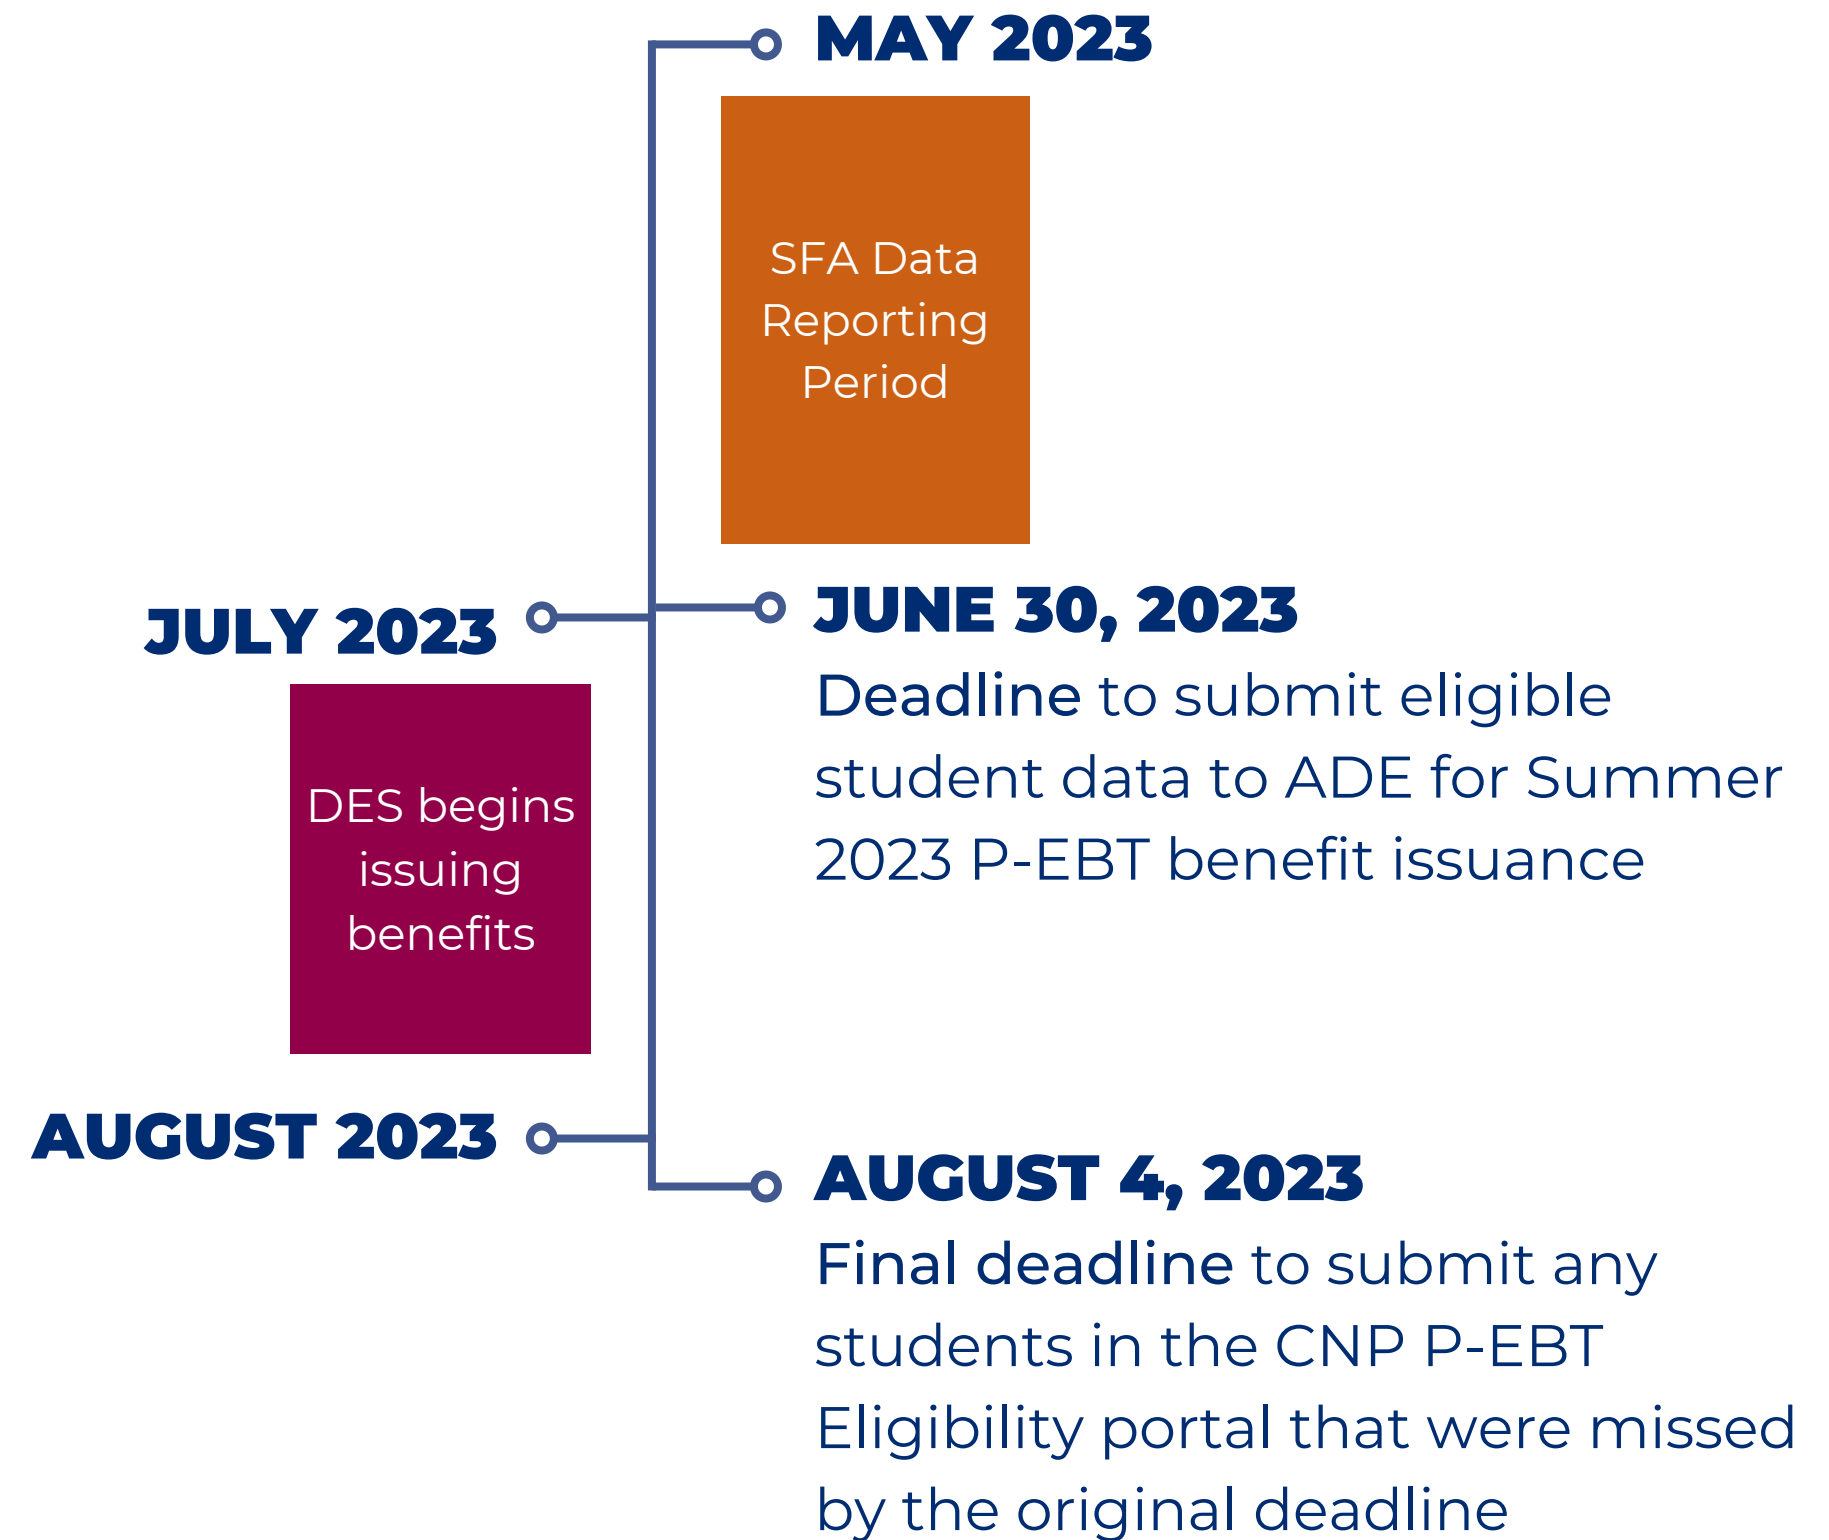 MAY 2023
SFA Data
Reporting
Period
JUNE 30, 2023
Deadline to submit eligible
student data to ADE for Summer
2023 P-EBT benefit issuance
JULY 2023
DES begins
issuing
benefits
AUGUST 2023
AUGUST 4, 2023
Final deadline to submit any
students in the CNP P-EBT
Eligibility portal that were missed
by the original deadline